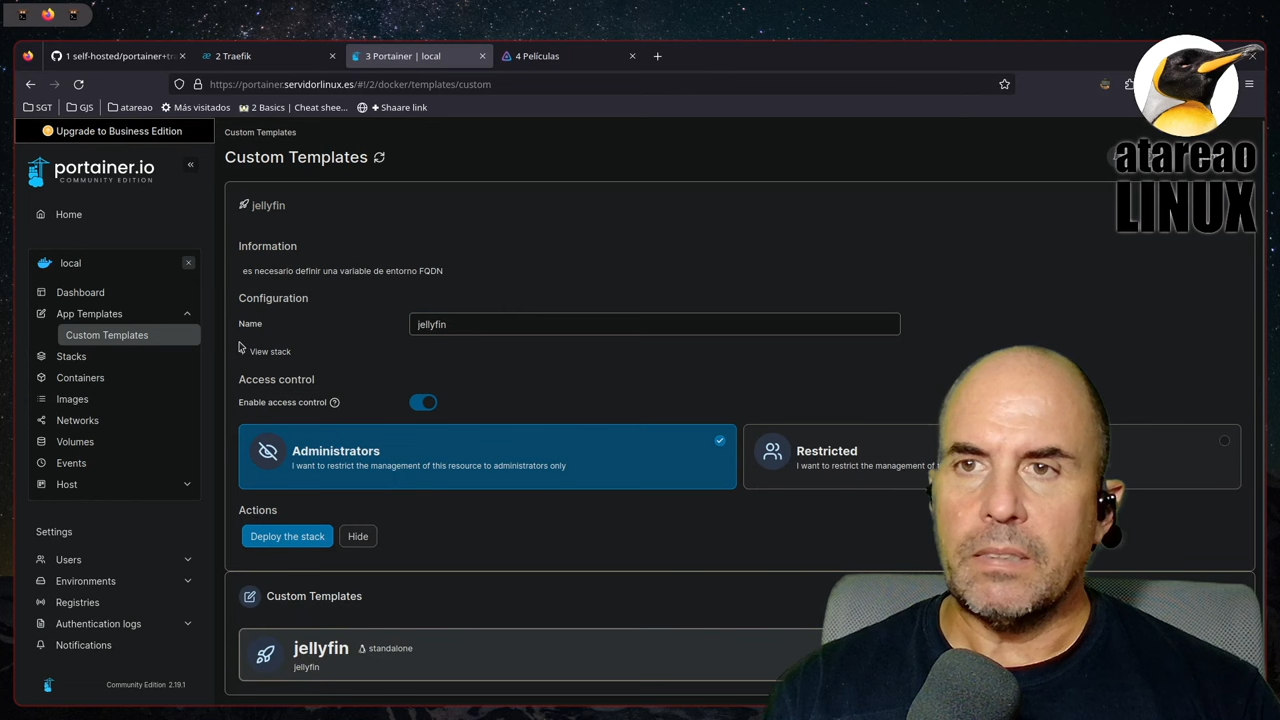 1 self-hosted/portainer+tr
2 Traefik
3 Portainer | local
4 Películas
https://portainer.servidorlinux.es/#!/2/docker/templates/custom
SGT
GJS
atareao
Más visitados
2 Basics | Cheat shee...
+ Shaare link
atareao
LINUX
Upgrade to Business Edition
portainer.io
COMMUNITY EDITION
Home
local
Dashboard
App Templates
Custom Templates
Stacks
Containers
Images
Networks
Volumes
Events
Host
Settings
Users
Environments
Registries
Authentication logs
Notifications
Community Edition 2.19.1
Custom Templates
Custom Templates
jellyfin
Information
es necesario definir una variable de entorno FQDN
Configuration
Name
jellyfin
View stack
Access control
Enable access control
Administrators
I want to restrict the management of this resource to administrators only
Restricted
I want to restrict the management of
Actions
Deploy the stack
Hide
Custom Templates
jellyfin
standalone
jellyfin